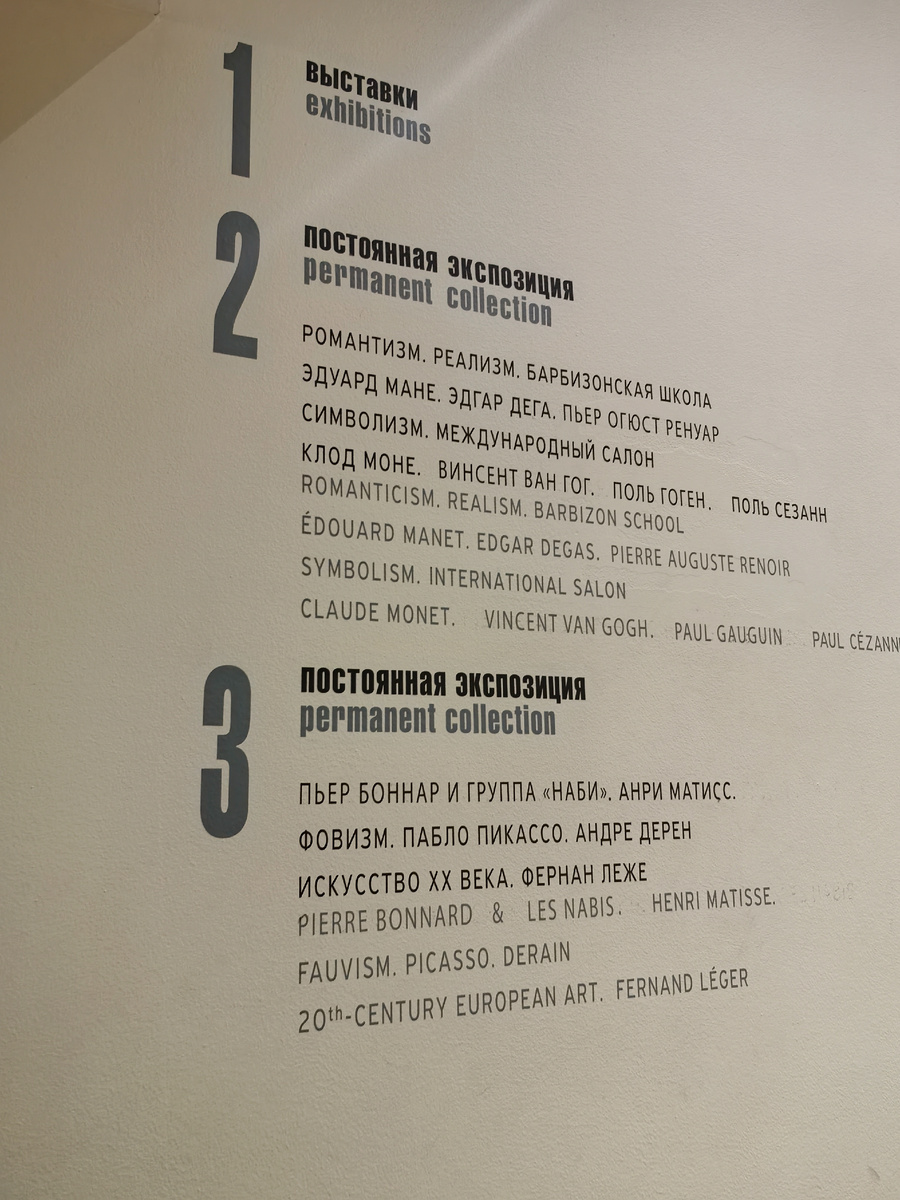 1
выставки
exhibitions
2
постоянная экспозиция
permanent collection
РОМАНТИЗМ. РЕАЛИЗМ. БАРБИЗОНСКАЯ ШКОЛА
ЭДУАРД МАНЕ. ЭДГАР ДЕГА. ПЬЕР ОГЮСТ РЕНУАР
СИМВОЛИЗМ. МЕЖДУНАРОДНЫЙ САЛОН
КЛОД МОНЕ. ВИНСЕНТ ВАН ГОГ. ПОЛЬ ГОГЕН. ПОЛЬ СЕЗАНН
ROMANTICISM. REALISM. BARBIZON SCHOOL
ÉDOUARD MANET. EDGAR DEGAS. PIERRE AUGUSTE RENOIR
SYMBOLISM. INTERNATIONAL SALON
CLAUDE MONET. VINCENT VAN GOGH. PAUL GAUGUIN PAUL CÉZANN
3
постоянная экспозиция
permanent collection
ПЬЕР БОННАР И ГРУППА «НАБИ». АНРИ МАТИСС.
ФОВИЗМ. ПАБЛО ПИКАССО. АНДРЕ ДЕРЕН
ИСКУССТВО XX ВЕКА. ФЕРНАН ЛЕЖЕ
PIERRE BONNARD & LES NABIS. HENRI MATISSE.
FAUVISM. PICASSO. DERAIN
20th-CENTURY EUROPEAN ART. FERNAND LÉGER